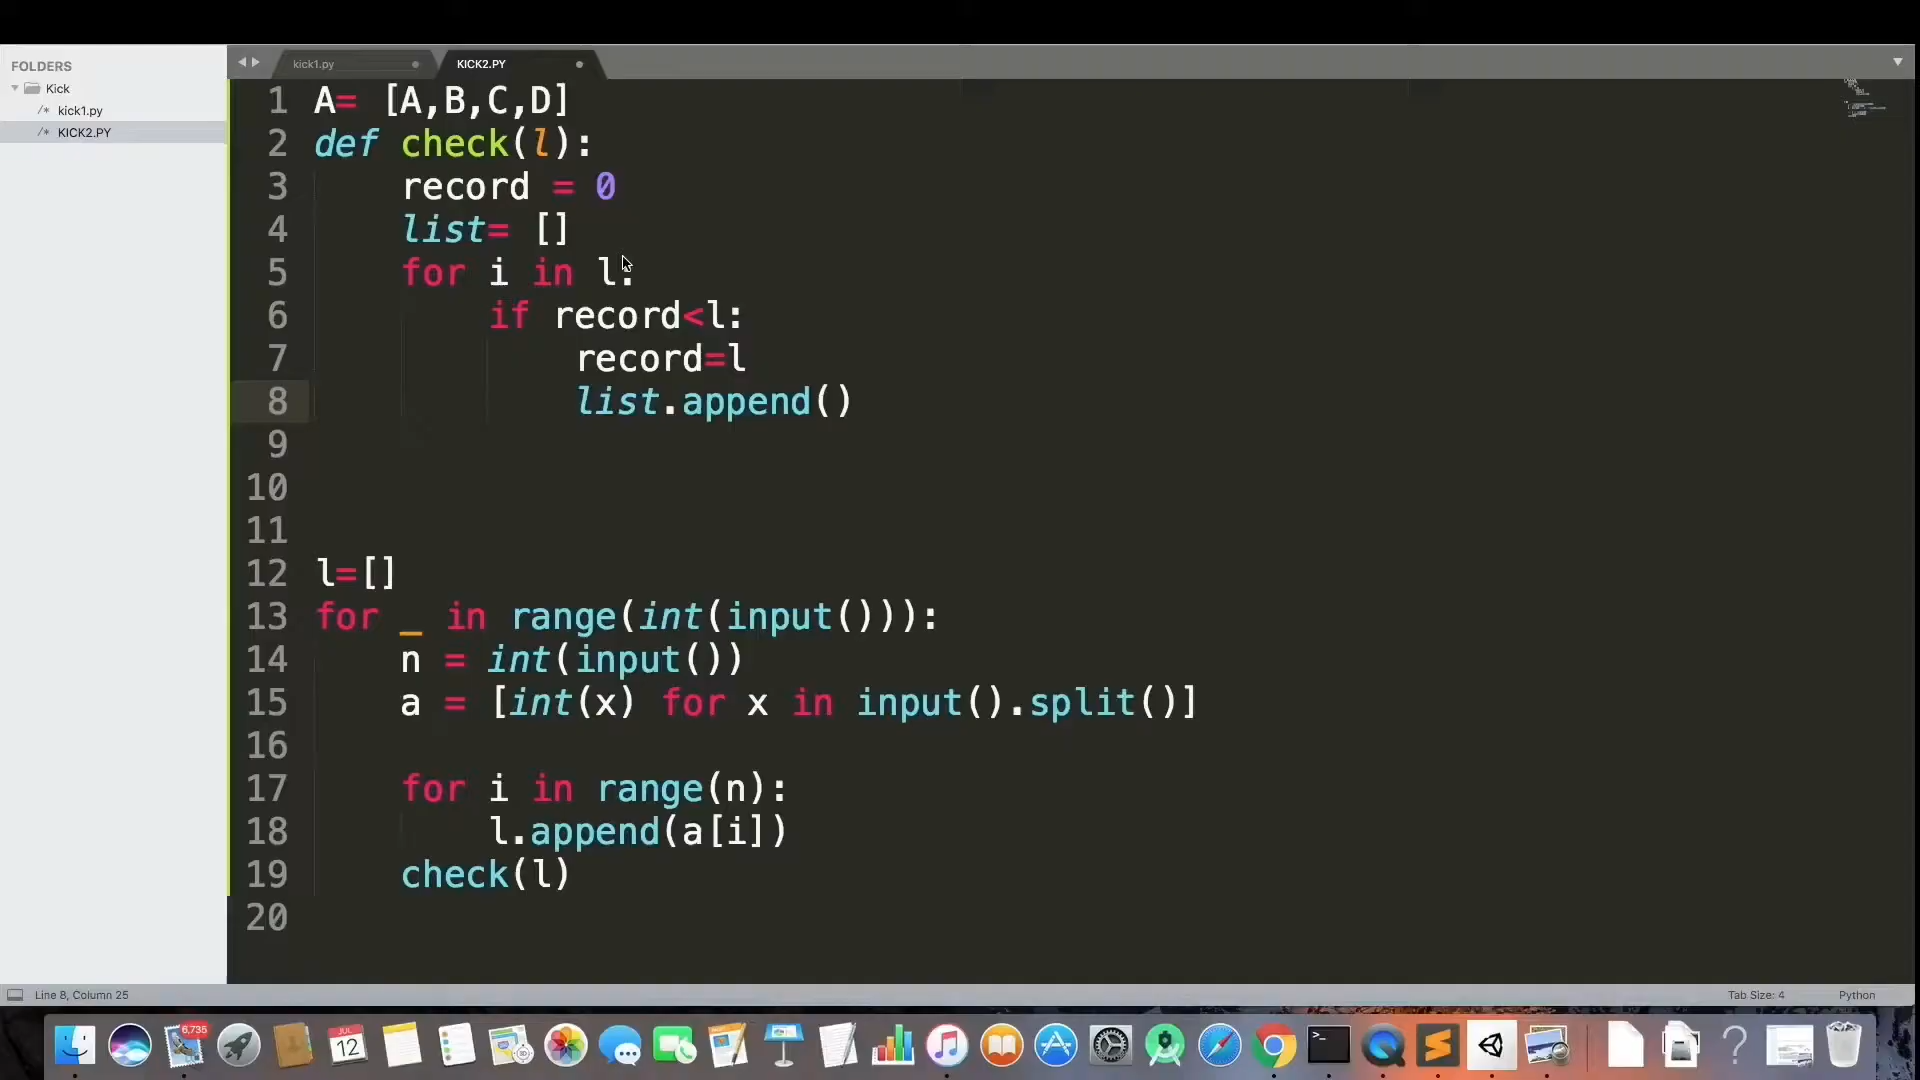 FOLDERS
Kick
/* kick1.py
/* KICK2.PY
kick1.py
KICK2.PY
1 A= [A,B,C,D]
2 def check(l):
3 record = 0
4 list= []
5 for i in l:
6 if record<l:
7 record=l
8 list.append()
9
10
11
12 l=[]
13 for _ in range(int(input())):
14 n = int(input())
15 a = [int(x) for x in input().split()]
16
17 for i in range(n):
18 l.append(a[i])
19 check(l)
20
Line 8, Column 25
Tab Size: 4
Python
6,735
JUL
12